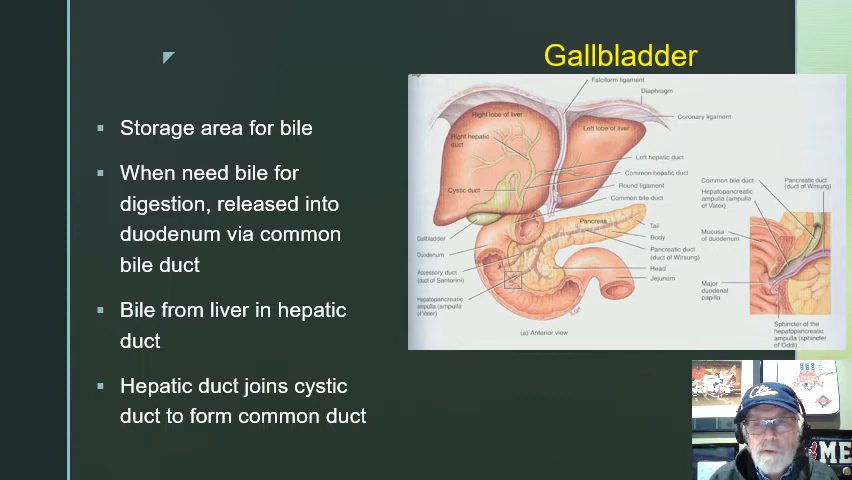 Gallbladder
Storage area for bile
When need bile for
digestion, released into
duodenum via common
bile duct
Bile from liver in hepatic
duct
Hepatic duct joins cystic
duct to form common duct
Falciform ligament
Diaphragm
Coronary ligament
Right lobe of liver
Left lobe of liver
Right hepatic
duct
Left hepatic duct
Common hepatic duct
Cystic duct
Round ligament
Common bile duct
Pancreas
Tail
Body
Pancreatic duct
(duct of Wirsung)
Head
Jejunum
Gallbladder
Duodenum
Accessory duct
(duct of Santorini)
Hepatopancreatic
ampulla (ampulla
of Vater)
(a) Anterior view
Common bile duct
Hepatopancreatic
ampulla (ampulla
of Vater)
Pancreatic duct
(duct of Wirsung)
Mucosa
of duodenum
Major
duodenal
papilla
Sphincter of the
hepatopancreatic
ampulla (sphincter
of Oddi)
ME